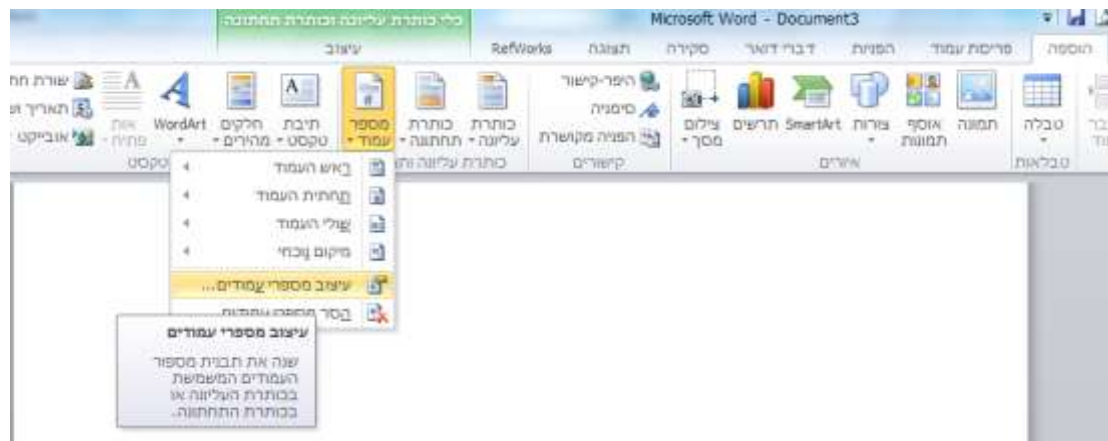 Microsoft Word - Document3
כלי כותרת עליונה וכותרת תחתונה
הוספה
פריסת עמוד
הפניות
דברי דואר
סקירה
תצוגה
RefWorks
עיצוב
טבלה
טבלאות
תמונה
אוסף תמונות
צורות
SmartArt
תרשים
צילום מסך
איורים
היפר-קישור
סימניה
הפניה מקושרת
קישורים
כותרת עליונה
כותרת תחתונה
מספר עמוד
כותרת עליונה
תיבת טקסט
חלקים מהירים
WordArt
אות פתיח
שורת
תאריך
אובייקט
ראש העמוד
תחתית העמוד
שולי העמוד
מיקום נוכחי
עיצוב מספרי עמודים...
הסר מספרי עמודים
עיצוב מספרי עמודים
שנה את תבנית מספור
העמודים המשמשת
בכותרת העליונה או
בכותרת התחתונה.